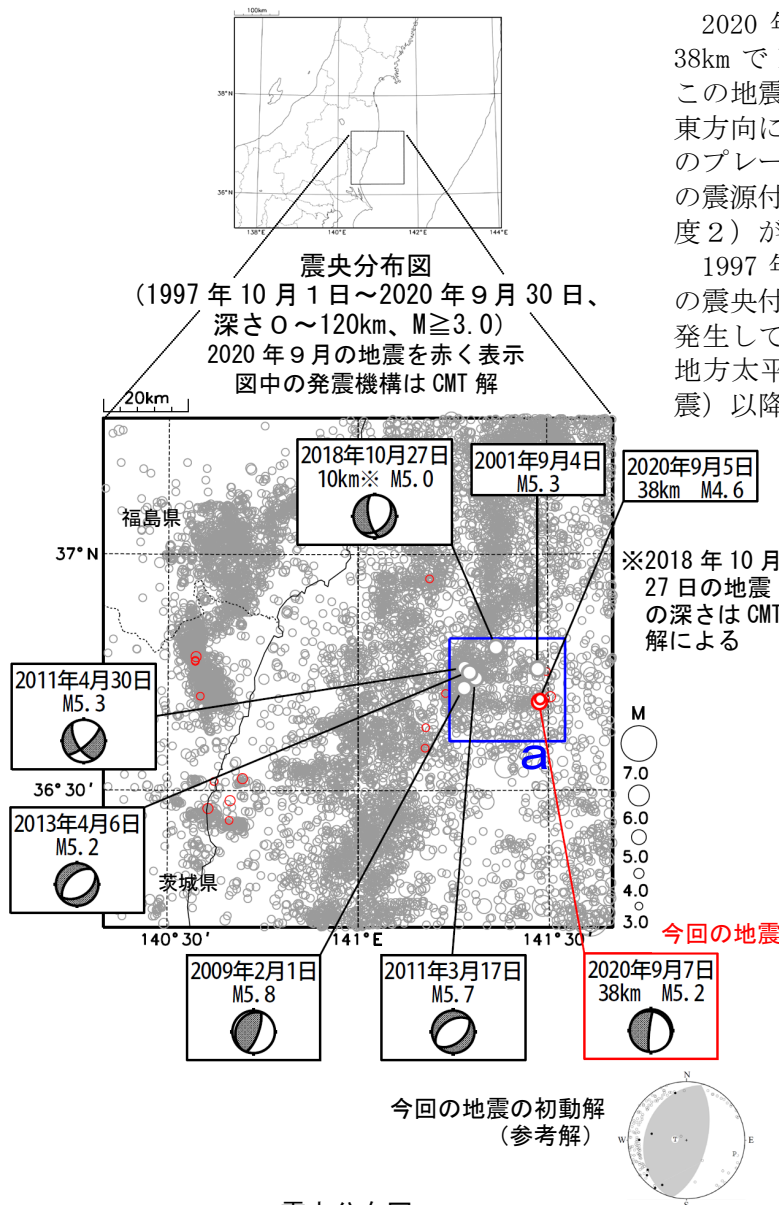 100km
38°N
36°N
138°E
140°E
142°E
144°E
2020 年
38km で
この地震
東方向に
のプレー
の震源付
度２）が
1997 年
の震央付
発生して
地方太平
震）以降
震央分布図
（1997 年 10 月１日～2020 年９月 30 日、
深さ０～120km、M≧3.0）
2020 年９月の地震を赤く表示
図中の発震機構は CMT 解
20km
2018年10月27日
10km※ M5.0
2001年9月4日
M5.3
2020年9月5日
38km M4.6
福島県
37°N
※2018 年 10 月
27 日の地震
の深さは CMT
解による
2011年4月30日
M5.3
a
M
7.0
6.0
5.0
4.0
3.0
36°30′
2013年4月6日
M5.2
茨城県
140°30′
141°E
141°30′
今回の地震
2009年2月1日
M5.8
2011年3月17日
M5.7
2020年9月7日
38km M5.2
今回の地震の初動解
（参考解）
N
W
T
E
P
S